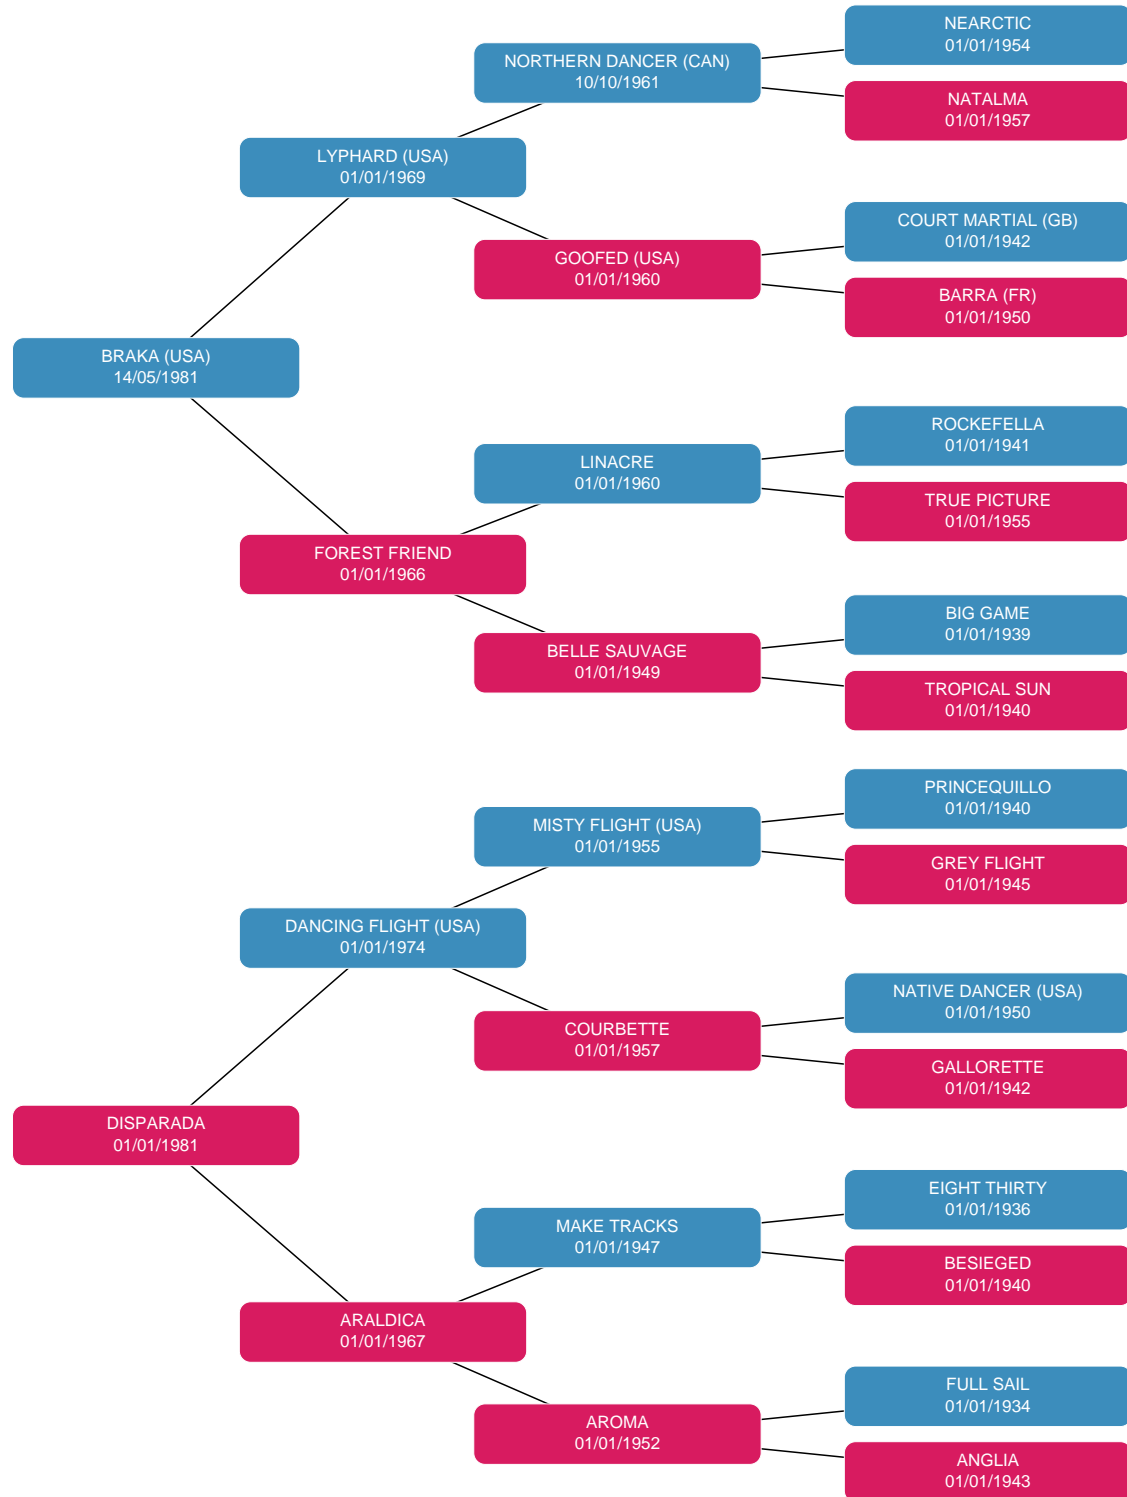 NEARCTIC
01/01/1954
NORTHERN DANCER (CAN)
10/10/1961
NATALMA
01/01/1957
LYPHARD (USA)
01/01/1969
COURT MARTIAL (GB)
01/01/1942
GOOFED (USA)
01/01/1960
BARRA (FR)
01/01/1950
BRAKA (USA)
14/05/1981
ROCKEFELLA
01/01/1941
LINACRE
01/01/1960
TRUE PICTURE
01/01/1955
FOREST FRIEND
01/01/1966
BIG GAME
01/01/1939
BELLE SAUVAGE
01/01/1949
TROPICAL SUN
01/01/1940
PRINCEQUILLO
01/01/1940
MISTY FLIGHT (USA)
01/01/1955
GREY FLIGHT
01/01/1945
DANCING FLIGHT (USA)
01/01/1974
NATIVE DANCER (USA)
01/01/1950
COURBETTE
01/01/1957
GALLORETTE
01/01/1942
DISPARADA
01/01/1981
EIGHT THIRTY
01/01/1936
MAKE TRACKS
01/01/1947
BESIEGED
01/01/1940
ARALDICA
01/01/1967
FULL SAIL
01/01/1934
AROMA
01/01/1952
ANGLIA
01/01/1943